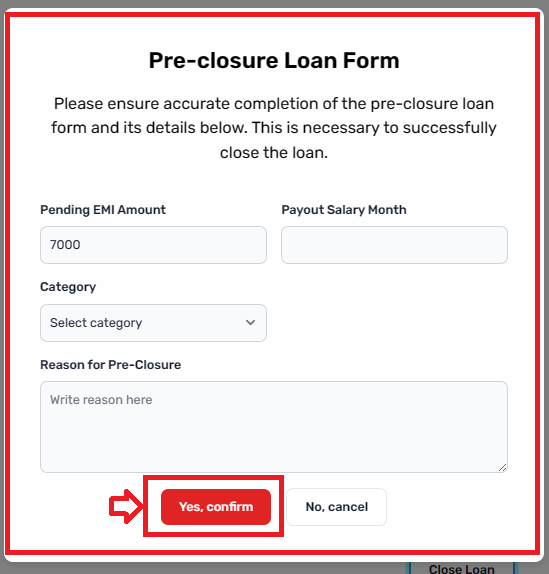 Pre-closure Loan Form
Please ensure accurate completion of the pre-closure loan
form and its details below. This is necessary to successfully
close the loan.
Pending EMI Amount
Payout Salary Month
7000
Category
Select category
Reason for Pre-Closure
Write reason here
Yes, confirm
No, cancel
Close Loan